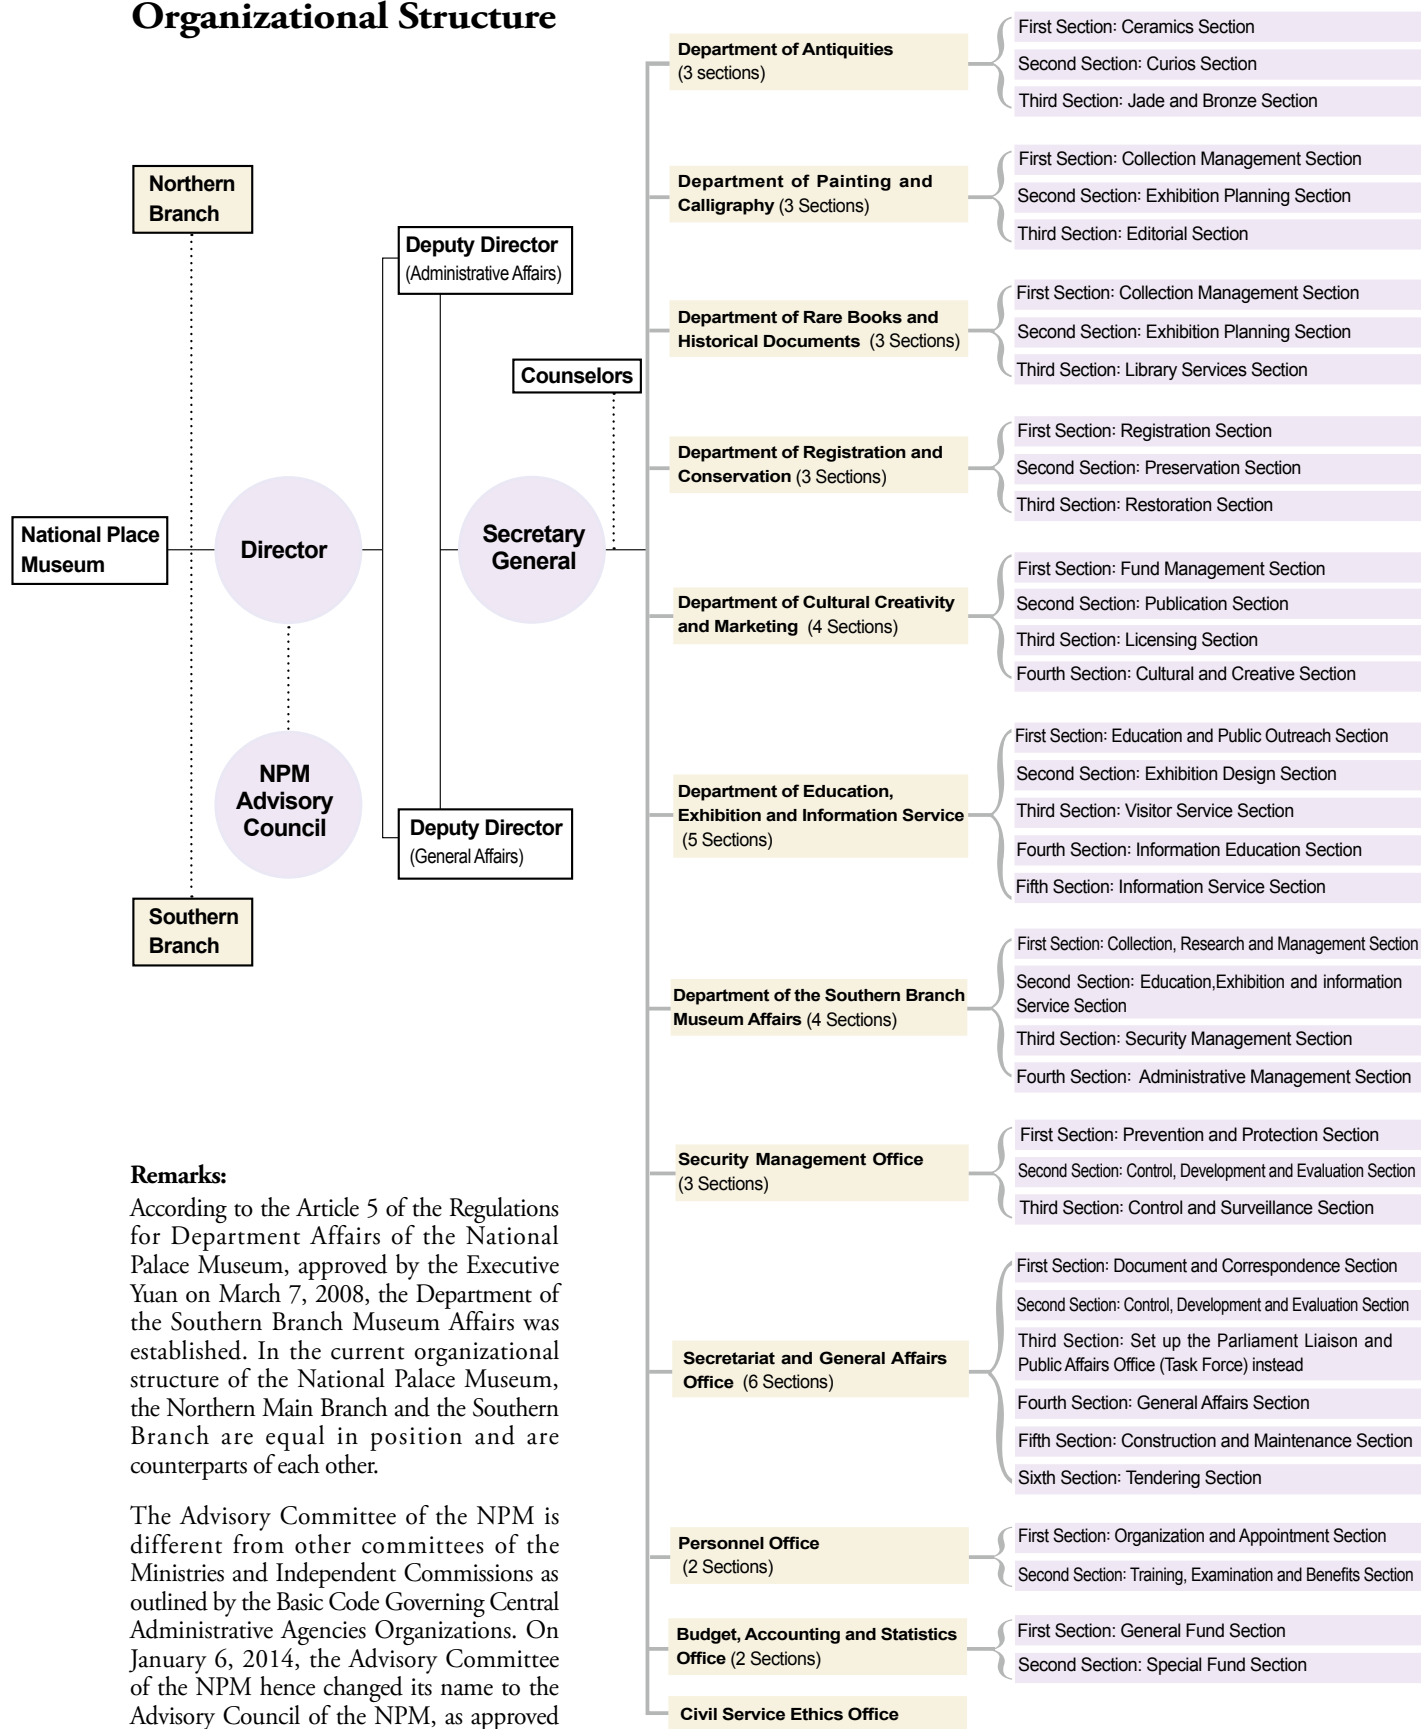 Organizational Structure
Northern
Branch
Deputy Director
(Administrative Affairs)
Counselors
National Place
Museum
Director
Secretary
General
NPM
Advisory
Council
Deputy Director
(General Affairs)
Southern
Branch
Department of Antiquities
(3 sections)
First Section: Ceramics Section
Second Section: Curios Section
Third Section: Jade and Bronze Section
Department of Painting and
Calligraphy (3 Sections)
First Section: Collection Management Section
Second Section: Exhibition Planning Section
Third Section: Editorial Section
Department of Rare Books and
Historical Documents (3 Sections)
First Section: Collection Management Section
Second Section: Exhibition Planning Section
Third Section: Library Services Section
Department of Registration and
Conservation (3 Sections)
First Section: Registration Section
Second Section: Preservation Section
Third Section: Restoration Section
Department of Cultural Creativity
and Marketing (4 Sections)
First Section: Fund Management Section
Second Section: Publication Section
Third Section: Licensing Section
Fourth Section: Cultural and Creative Section
Department of Education,
Exhibition and Information Service
(5 Sections)
First Section: Education and Public Outreach Section
Second Section: Exhibition Design Section
Third Section: Visitor Service Section
Fourth Section: Information Education Section
Fifth Section: Information Service Section
Department of the Southern Branch
Museum Affairs (4 Sections)
First Section: Collection, Research and Management Section
Second Section: Education,Exhibition and information
Service Section
Third Section: Security Management Section
Fourth Section: Administrative Management Section
Security Management Office
(3 Sections)
First Section: Prevention and Protection Section
Second Section: Control, Development and Evaluation Section
Third Section: Control and Surveillance Section
Secretariat and General Affairs
Office (6 Sections)
First Section: Document and Correspondence Section
Second Section: Control, Development and Evaluation Section
Third Section: Set up the Parliament Liaison and
Public Affairs Office (Task Force) instead
Fourth Section: General Affairs Section
Fifth Section: Construction and Maintenance Section
Sixth Section: Tendering Section
Personnel Office
(2 Sections)
First Section: Organization and Appointment Section
Second Section: Training, Examination and Benefits Section
Budget, Accounting and Statistics
Office (2 Sections)
First Section: General Fund Section
Second Section: Special Fund Section
Civil Service Ethics Office
Remarks:
According to the Article 5 of the Regulations
for Department Affairs of the National
Palace Museum, approved by the Executive
Yuan on March 7, 2008, the Department of
the Southern Branch Museum Affairs was
established. In the current organizational
structure of the National Palace Museum,
the Northern Main Branch and the Southern
Branch are equal in position and are
counterparts of each other.
The Advisory Committee of the NPM is
different from other committees of the
Ministries and Independent Commissions as
outlined by the Basic Code Governing Central
Administrative Agencies Organizations. On
January 6, 2014, the Advisory Committee
of the NPM hence changed its name to the
Advisory Council of the NPM, as approved